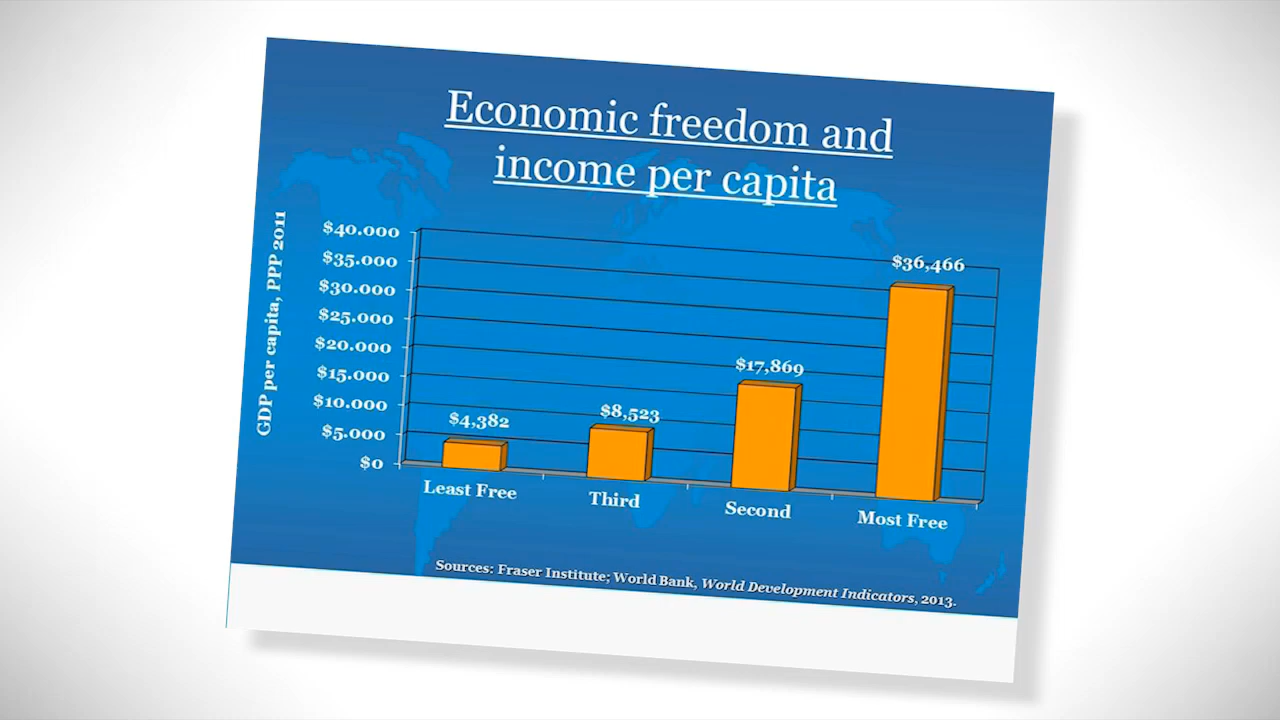 Economic freedom and
income per capita
GDP per capita, PPP 2011
$40.000
$35.000
$30.000
$25.000
$20.000
$15.000
$10.000
$5.000
$0
$4,382
$8,523
$17,869
$36,466
Least Free
Third
Second
Most Free
Sources: Fraser Institute; World Bank, World Development Indicators, 2013.